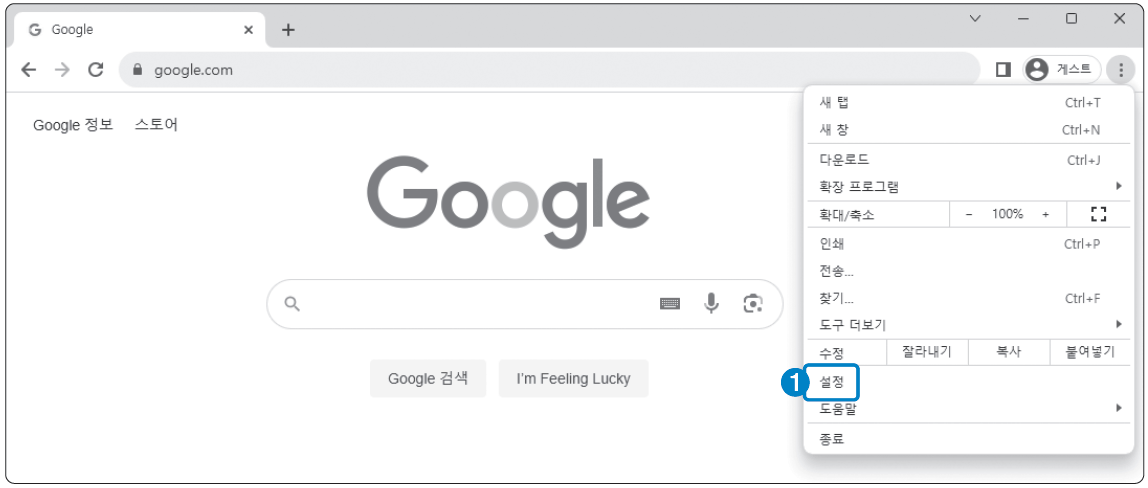 Google
google.com
게스트
Google 정보 스토어
Google
Google 검색 I'm Feeling Lucky
새 탭 Ctrl+T
새 창 Ctrl+N
다운로드 Ctrl+J
확장 프로그램
확대/축소 - 100% +
인쇄 Ctrl+P
전송...
찾기... Ctrl+F
도구 더보기
수정 잘라내기 복사 붙여넣기
1 설정
도움말
종료